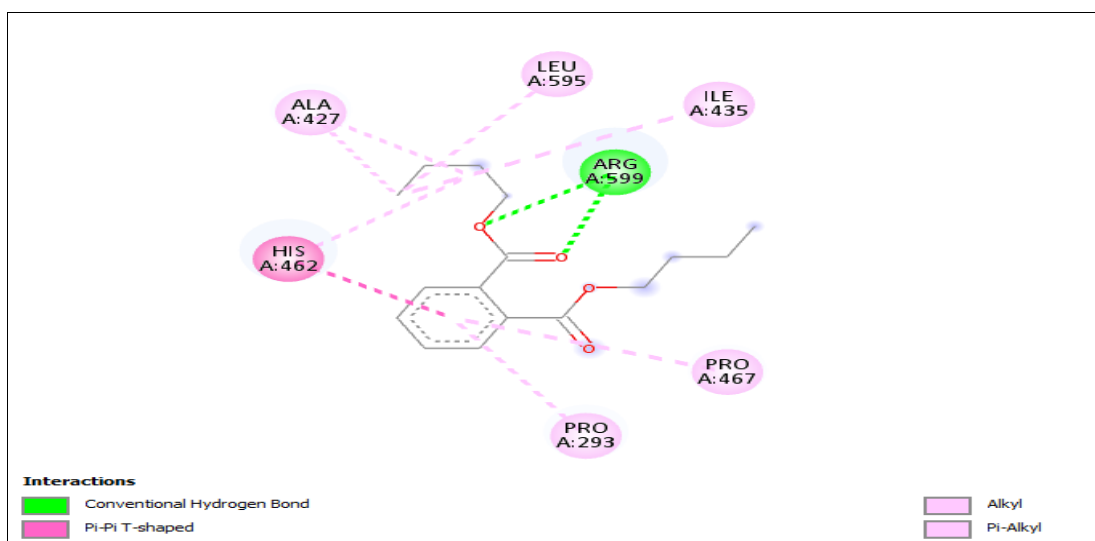 LEU
A:595
ILE
A:435
ALA
A:427
ARG
A:599
HIS
A:462
O
O
O
O
PRO
A:467
PRO
A:293
Interactions
Conventional Hydrogen Bond
Pi-Pi T-shaped
Alkyl
Pi-Alkyl